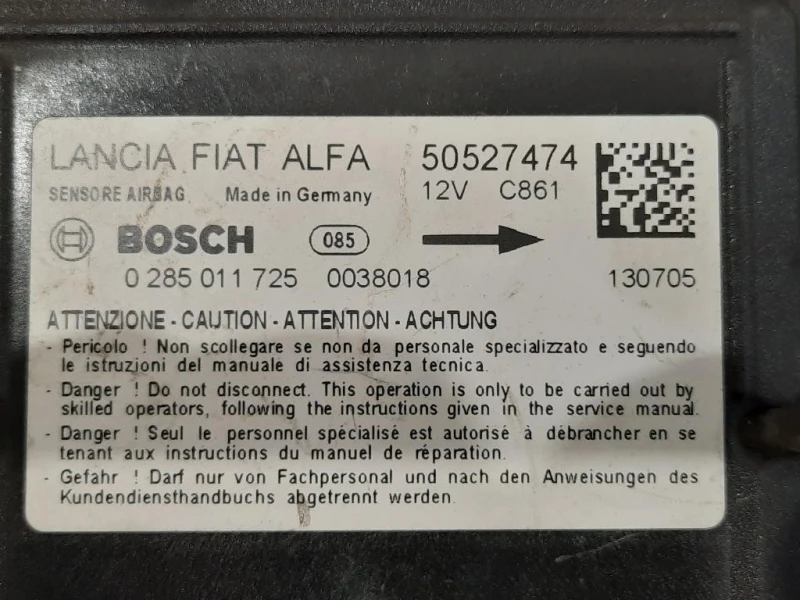 LANCIA FIAT ALFA 50527474
SENSORE AIRBAG Made in Germany 12V C861
BOSCH 085
0 285 011 725 0038018 130705
ATTENZIONE - CAUTION - ATTENTION - ACHTUNG
- Pericolo ! Non scollegare se non da personale specializzato e seguendo
le istruzioni del manuale di assistenza tecnica.
- Danger ! Do not disconnect. This operation is only to be carried out by
skilled operators, following the instructions given in the service manual.
- Danger ! Seul le personnel spécialisé est autorisé à débrancher en se
tenant aux instructions du manuel de réparation.
- Gefahr ! Darf nur von Fachpersonal und nach den Anweisungen des
Kundendiensthandbuchs abgetrennt werden.